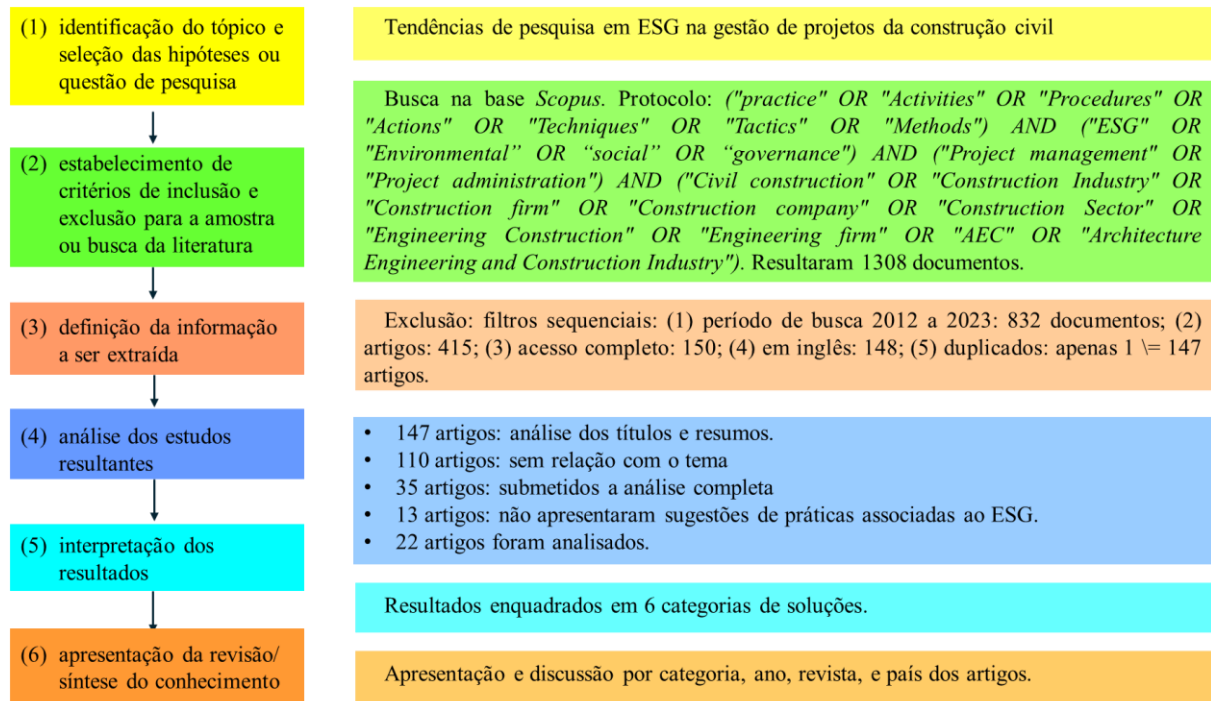 (1) identificação do tópico e
seleção das hipóteses ou
questão de pesquisa
Tendências de pesquisa em ESG na gestão de projetos da construção civil
(2) estabelecimento de
critérios de inclusão e
exclusão para a amostra
ou busca da literatura
Busca na base Scopus. Protocolo: ("practice" OR "Activities" OR "Procedures" OR
"Actions" OR "Techniques" OR "Tactics" OR "Methods") AND ("ESG" OR
"Environmental” OR “social” OR “governance") AND ("Project management" OR
"Project administration") AND ("Civil construction" OR "Construction Industry" OR
"Construction firm" OR "Construction company" OR "Construction Sector" OR
"Engineering Construction" OR "Engineering firm" OR "AEC" OR "Architecture
Engineering and Construction Industry"). Resultaram 1308 documentos.
(3) definição da informação
a ser extraída
Exclusão: filtros sequenciais: (1) período de busca 2012 a 2023: 832 documentos; (2)
artigos: 415; (3) acesso completo: 150; (4) em inglês: 148; (5) duplicados: apenas 1 \= 147
artigos.
(4) análise dos estudos
resultantes
• 147 artigos: análise dos títulos e resumos.
• 110 artigos: sem relação com o tema
• 35 artigos: submetidos a análise completa
• 13 artigos: não apresentaram sugestões de práticas associadas ao ESG.
• 22 artigos foram analisados.
(5) interpretação dos
resultados
Resultados enquadrados em 6 categorias de soluções.
(6) apresentação da revisão/
síntese do conhecimento
Apresentação e discussão por categoria, ano, revista, e país dos artigos.